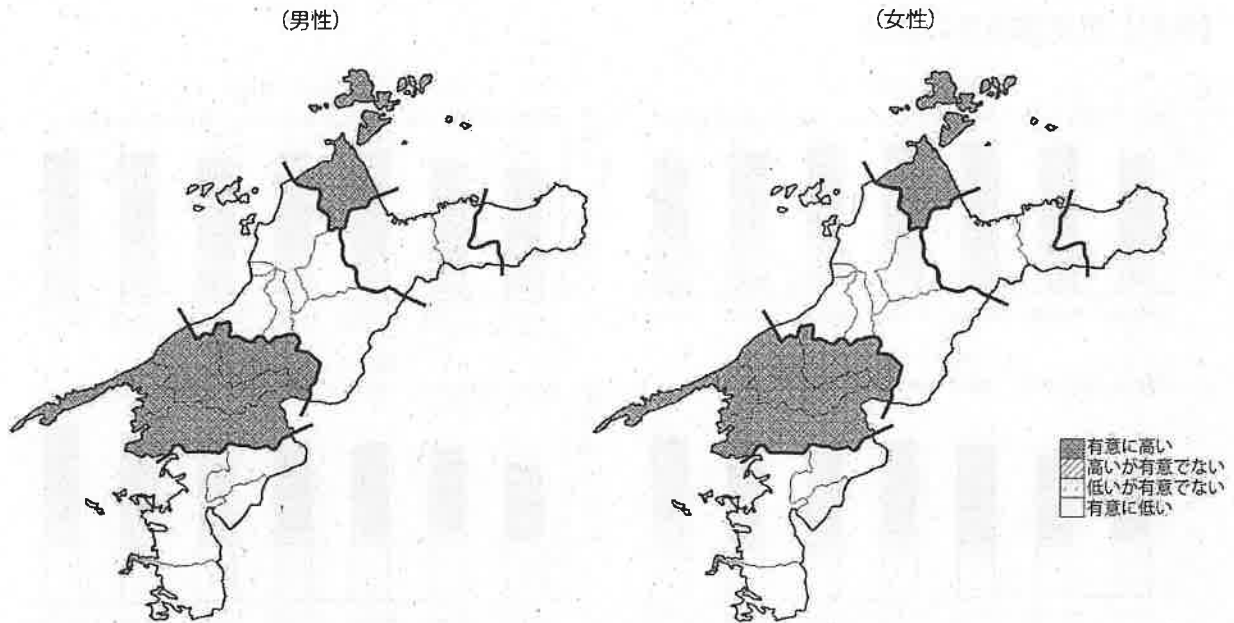 (男性)
(女性)
有意に高い
高いが有意でない
低いが有意でない
有意に低い